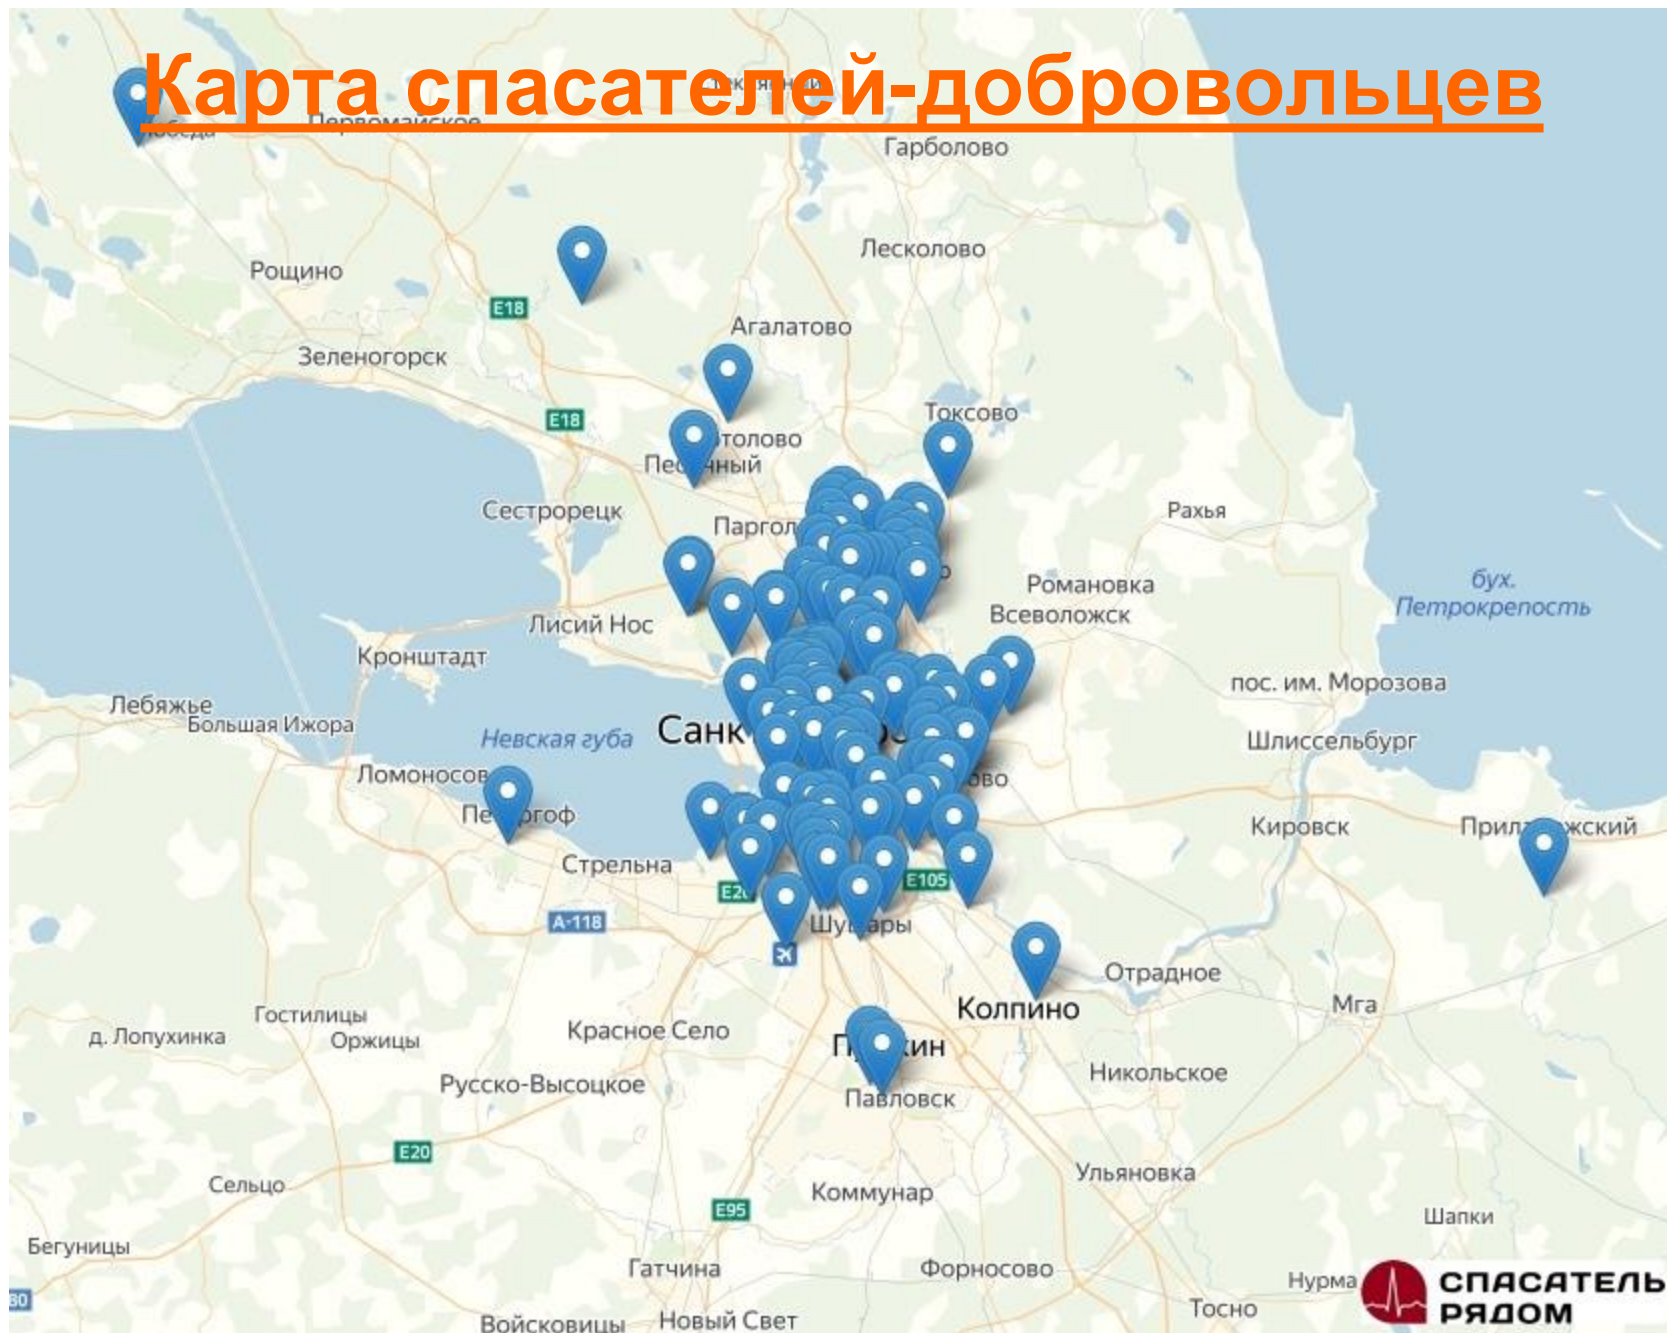 Карта спасателей-добровольцев
Первомайское
Гарболово
Лесколово
Рощино
E18
Агалатово
Зеленогорск
E18
Токсово
Сестрорецк
Рахья
Романовка
бух.
Петрокрепость
Всеволожск
Лисий Нос
Кронштадт
пос. им. Морозова
Лебяжье
Большая Ижора
Невская губа
Санк
Шлиссельбург
Ломоносов
Кировск
Стрельна
E105
А-118
Отрадное
Колпино
Мга
Гостилицы
д. Лопухинка
Оржицы
Красное Село
Никольское
Русско-Высоцкое
Павловск
E20
Ульяновка
Сельцо
Коммунар
E95
Шапки
Бегуницы
Гатчина
Форносово
Нурма
СПАСАТЕЛЬ
РЯДОМ
Тосно
Новый Свет
Войсковицы